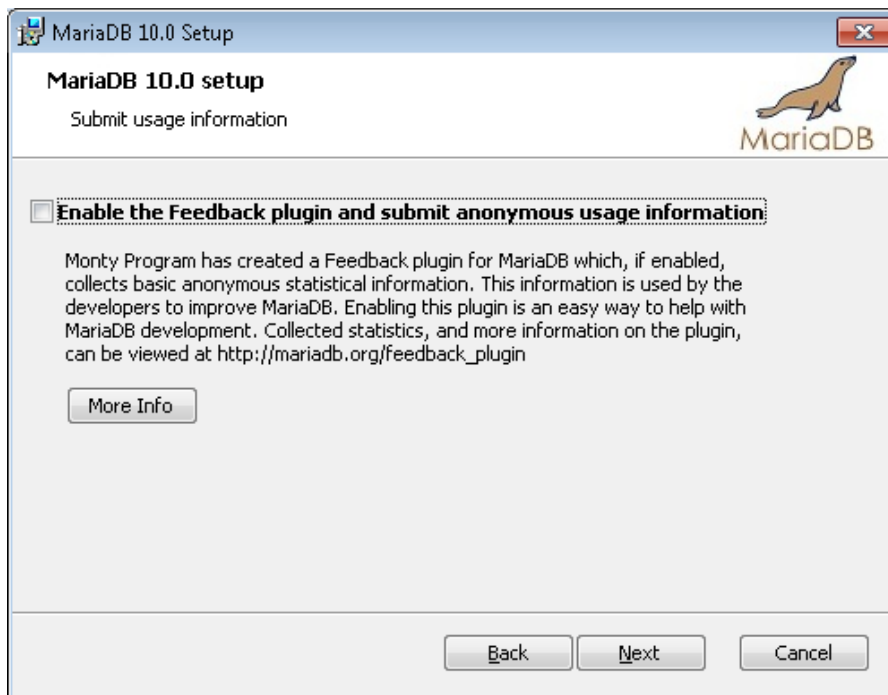 MariaDB 10.0 Setup
MariaDB 10.0 setup
Submit usage information
MariaDB
Enable the Feedback plugin and submit anonymous usage information
Monty Program has created a Feedback plugin for MariaDB which, if enabled,
collects basic anonymous statistical information. This information is used by the
developers to improve MariaDB. Enabling this plugin is an easy way to help with
MariaDB development. Collected statistics, and more information on the plugin,
can be viewed at http://mariadb.org/feedback_plugin
More Info
Back Next Cancel